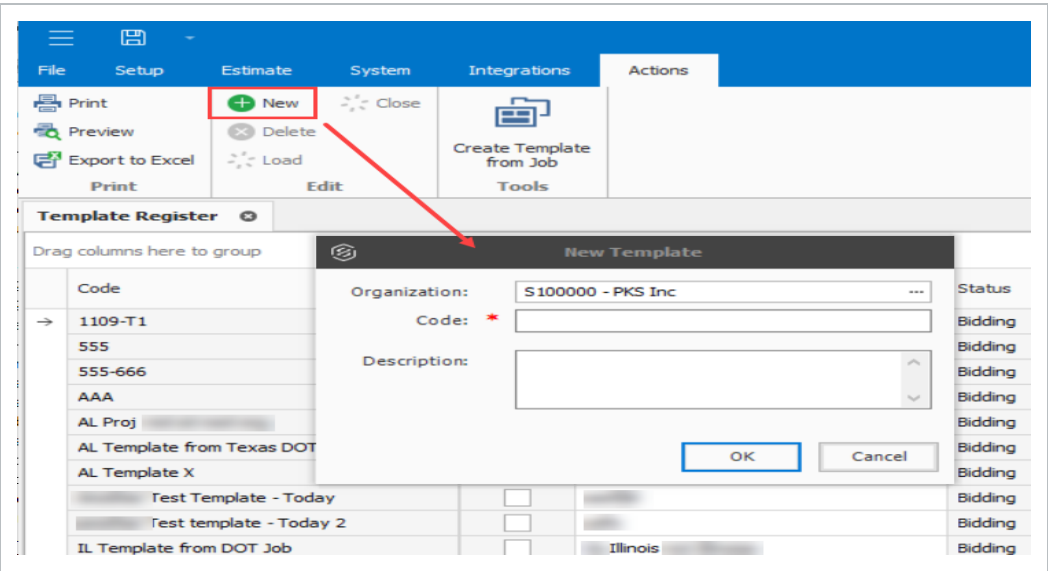 File Setup Estimate System Integrations Actions
Print New Close
Preview Delete
Export to Excel Load
Create Template
from Job
Print Edit Tools
Template Register
Drag columns here to group
New Template
Organization: S100000 - PKS Inc ...
Code: *
Description:
OK Cancel
Code Status
1109-T1 Bidding
555 Bidding
555-666 Bidding
AAA Bidding
AL Proj Bidding
AL Template from Texas DOT Bidding
AL Template X Bidding
Test Template - Today Bidding
Test template - Today 2 Bidding
IL Template from DOT Job Illinois Bidding